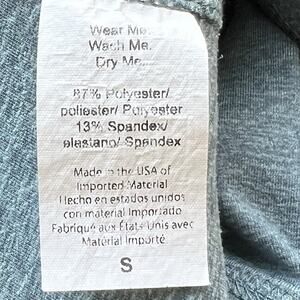 Wear Me.
Wash Me.
Dry Me...
87% Polyester/
poliester/ Polyester
13% Spandex/
elastano/ Spandex
Made in the USA of
Imported Material
Hecho en estados unidos
con material Importado
Fabriqué aux États-Unis avec
Matérial Importé
S